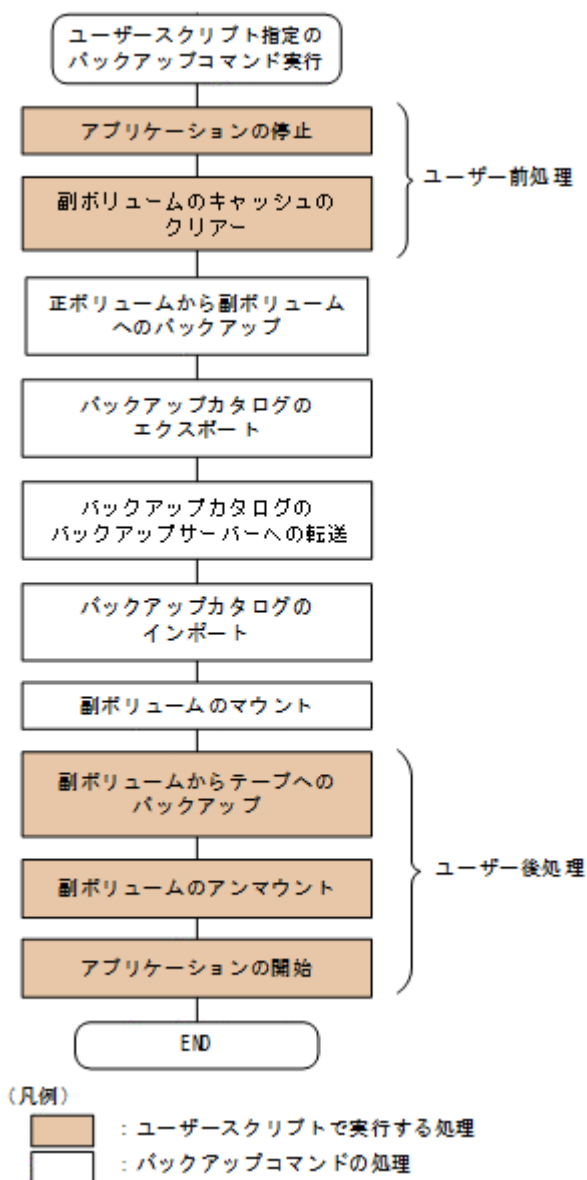 ユーザースクリプト指定の
バックアップコマンド実行
アプリケーションの停止
副ボリュームのキャッシュの
クリアー
ユーザー前処理
正ボリュームから副ボリューム
へのバックアップ
バックアップカタログの
エクスポート
バックアップカタログの
バックアップサーバーへの転送
バックアップカタログの
インポート
副ボリュームのマウント
副ボリュームからテープへの
バックアップ
副ボリュームのアンマウント
ユーザー後処理
アプリケーションの開始
END
（凡例）
：ユーザースクリプトで実行する処理
：バックアップコマンドの処理